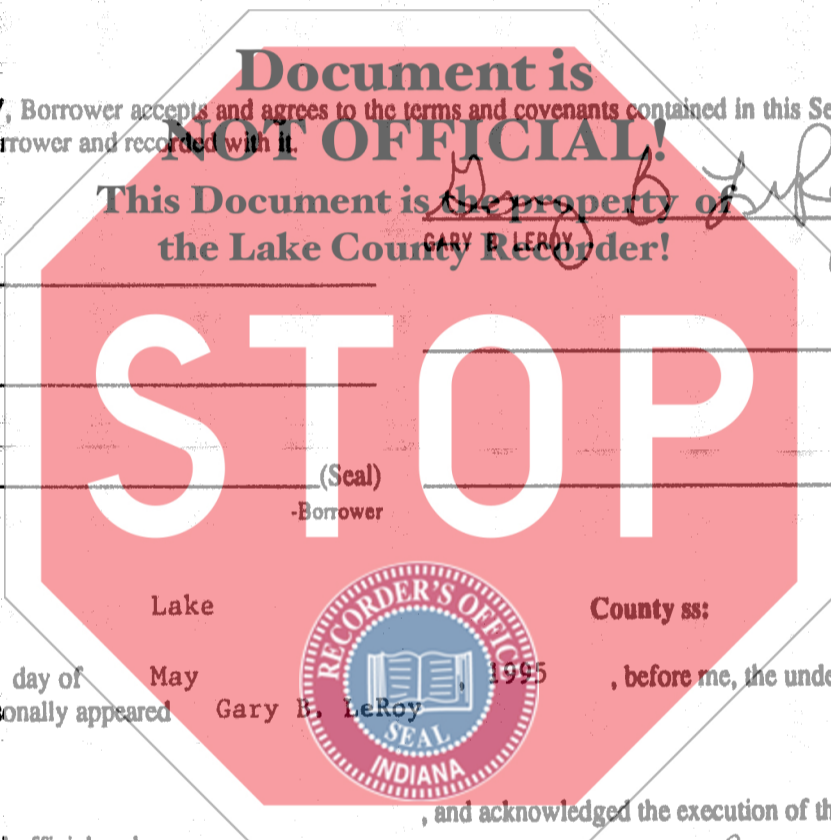 Document is
, Borrower accepts and agrees to the terms and covenants contained in this Se
rrower and recorded with it.
NOT OFFICIAL!
This Document is the property of
the Lake County Recorder!
GARY B LEROY
STOP
(Seal)
-Borrower
Lake County ss:
day of May , 1995 , before me, the unde
onally appeared Gary B. LeRoy
RECORDER'S OFFICE
SEAL
INDIANA
, and acknowledged the execution of th